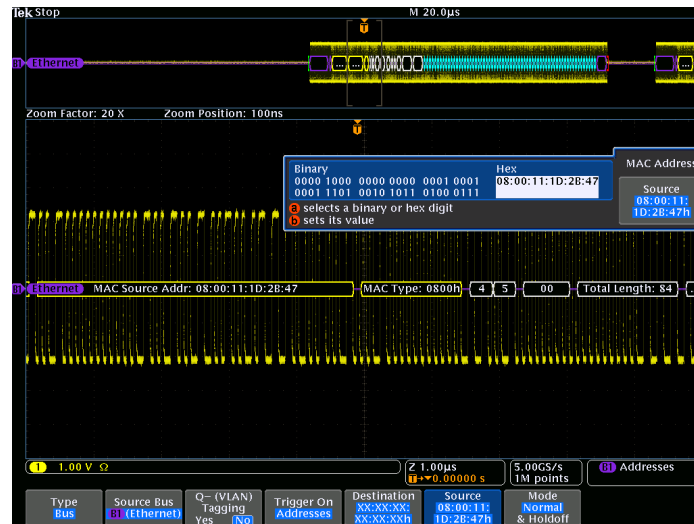 Tek Stop
M 20.0µs
T
B1 Ethernet
... ... ...
Zoom Factor: 20 X
Zoom Position: 100ns
T
MAC Address
Binary
Hex
0000 1000 0000 0000 0001 0001
08:00:11:1D:2B:47
0001 1101 0010 1011 0100 0111
a selects a binary or hex digit
b sets its value
Source
08:00:11:
1D:2B:47h
B1 Ethernet
MAC Source Addr: 08:00:11:1D:2B:47
MAC Type: 0800h
4
5
00
Total Length: 84
1 1.00 V Ω
Z 1.00µs
T→▼0.00000 s
5.00GS/s
1M points
B1 Addresses
Type
Bus
Source Bus
B1 (Ethernet)
Q− (VLAN)
Tagging
Yes No
Trigger On
Addresses
Destination
XX:XX:XX:
XX:XX:XXh
Source
08:00:11:
1D:2B:47h
Mode
Normal
& Holdoff